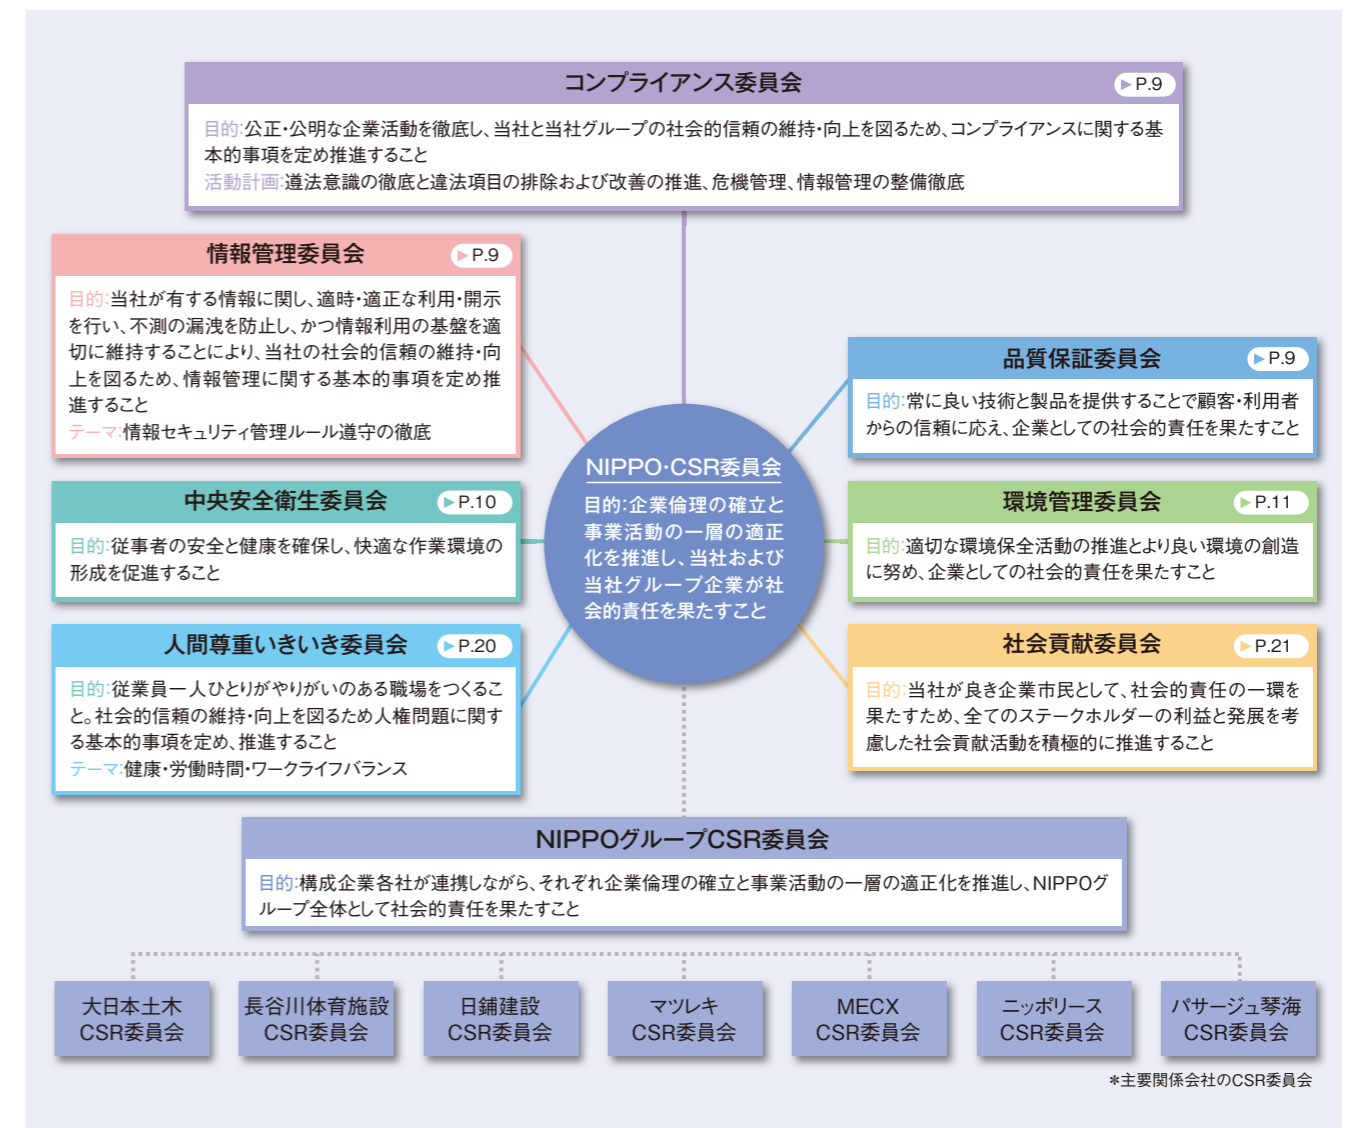 コンプライアンス委員会
▶P.9
目的:公正・公明な企業活動を徹底し、当社と当社グループの社会的信頼の維持・向上を図るため、コンプライアンスに関する基
本的事項を定め推進すること
活動計画:遵法意識の徹底と違法項目の排除および改善の推進、危機管理、情報管理の整備徹底
情報管理委員会
▶P.9
目的:当社が有する情報に関し、適時・適正な利用・開示
を行い、不測の漏洩を防止し、かつ情報利用の基盤を適
切に維持することにより、当社の社会的信頼の維持・向
上を図るため、情報管理に関する基本的事項を定め推
進すること
テーマ:情報セキュリティ管理ルール遵守の徹底
中央安全衛生委員会
▶P.10
目的:従事者の安全と健康を確保し、快適な作業環境の
形成を促進すること
人間尊重いきいき委員会
▶P.20
目的:従業員一人ひとりがやりがいのある職場をつくるこ
と。社会的信頼の維持・向上を図るため人権問題に関す
る基本的事項を定め、推進すること
テーマ:健康・労働時間・ワークライフバランス
NIPPO・CSR委員会
目的:企業倫理の確立と
事業活動の一層の適正
化を推進し、当社および
当社グループ企業が社
会的責任を果たすこと
品質保証委員会
▶P.9
目的:常に良い技術と製品を提供することで顧客・利用者
からの信頼に応え、企業としての社会的責任を果たすこと
環境管理委員会
▶P.11
目的:適切な環境保全活動の推進とより良い環境の創造
に努め、企業としての社会的責任を果たすこと
社会貢献委員会
▶P.21
目的:当社が良き企業市民として、社会的責任の一環を
果たすため、全てのステークホルダーの利益と発展を考
慮した社会貢献活動を積極的に推進すること
NIPPOグループCSR委員会
目的:構成企業各社が連携しながら、それぞれ企業倫理の確立と事業活動の一層の適正化を推進し、NIPPOグ
ループ全体として社会的責任を果たすこと
大日本土木
CSR委員会
長谷川体育施設
CSR委員会
日鋪建設
CSR委員会
マツレキ
CSR委員会
MECX
CSR委員会
ニッポリース
CSR委員会
パサージュ琴海
CSR委員会
＊主要関係会社のCSR委員会